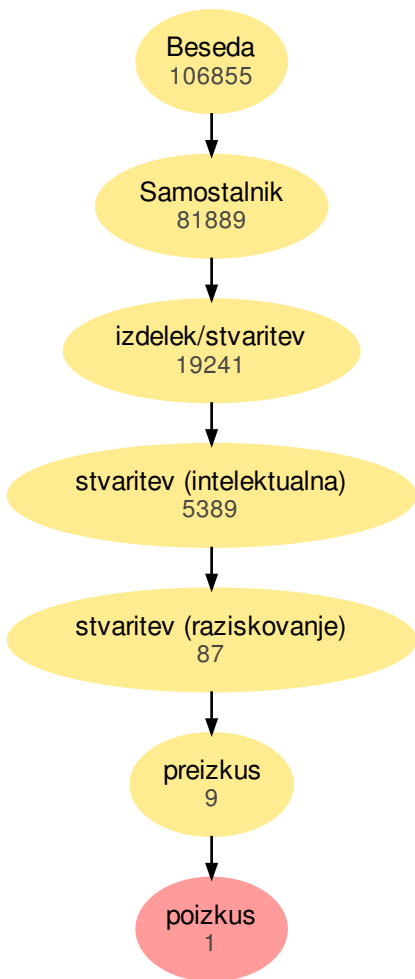 Beseda
106855
Samostalnik
81889
izdelek/stvaritev
19241
stvaritev (intelektualna)
5389
stvaritev (raziskovanje)
87
preizkus
9
poizkus
1